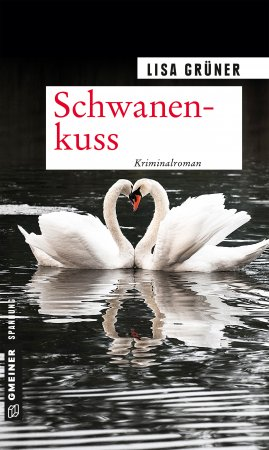 LISA GRÜNER
Schwanen-
kuss
Kriminalroman
GMEINER SPANNUNG